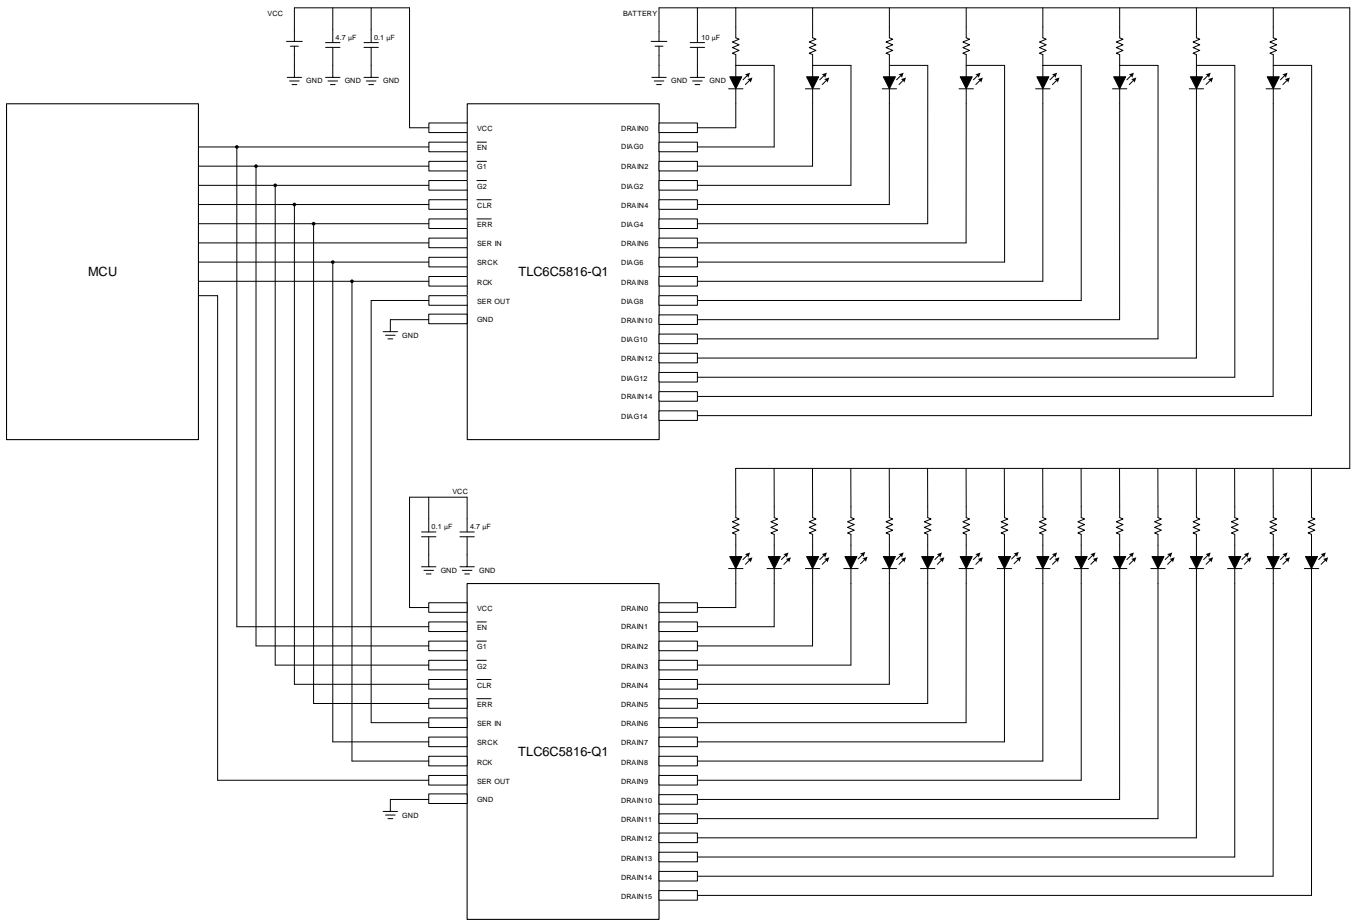 VCC
4.7 µF
0.1 µF
GND
GND
GND
BATTERY
10 µF
GND
GND
MCU
VCC
EN
G1
G2
CLR
ERR
SER IN
SRCK
RCK
SER OUT
GND
GND
TLC6C5816-Q1
DRAIN0
DIAG0
DRAIN2
DIAG2
DRAIN4
DIAG4
DRAIN6
DIAG6
DRAIN8
DIAG8
DRAIN10
DIAG10
DRAIN12
DIAG12
DRAIN14
DIAG14
VCC
0.1 µF
4.7 µF
GND
GND
VCC
EN
G1
G2
CLR
ERR
SER IN
SRCK
RCK
SER OUT
GND
GND
TLC6C5816-Q1
DRAIN0
DRAIN1
DRAIN2
DRAIN3
DRAIN4
DRAIN5
DRAIN6
DRAIN7
DRAIN8
DRAIN9
DRAIN10
DRAIN11
DRAIN12
DRAIN13
DRAIN14
DRAIN15